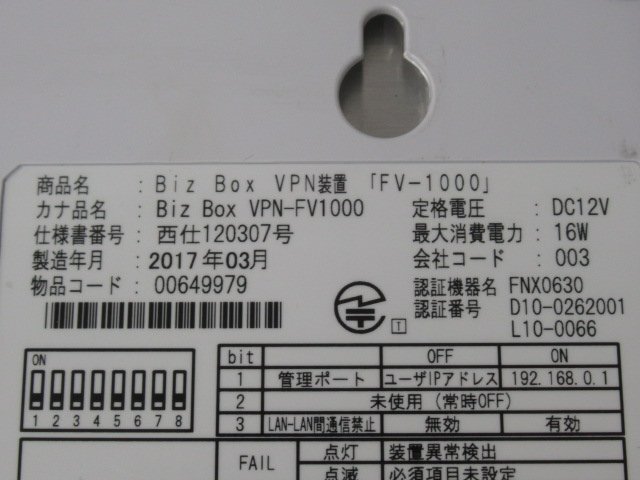 商品名 : Biz Box VPN装置 「FV-1000」
カナ品名 : Biz Box VPN-FV1000
定格電圧 : DC12V
仕様書番号 : 西仕120307号
最大消費電力 : 16W
製造年月 : 2017年03月
会社コード : 003
物品コード : 00649979
認証機器名 FNX0630
認証番号 D10-0262001
L10-0066
T
ON
1 2 3 4 5 6 7 8
bit OFF ON
1 管理ポート ユーザIPアドレス 192.168.0.1
2 未使用 (常時OFF)
3 LAN-LAN間通信禁止 無効 有効
FAIL 点灯 装置異常検出
点滅 必須項目未設定